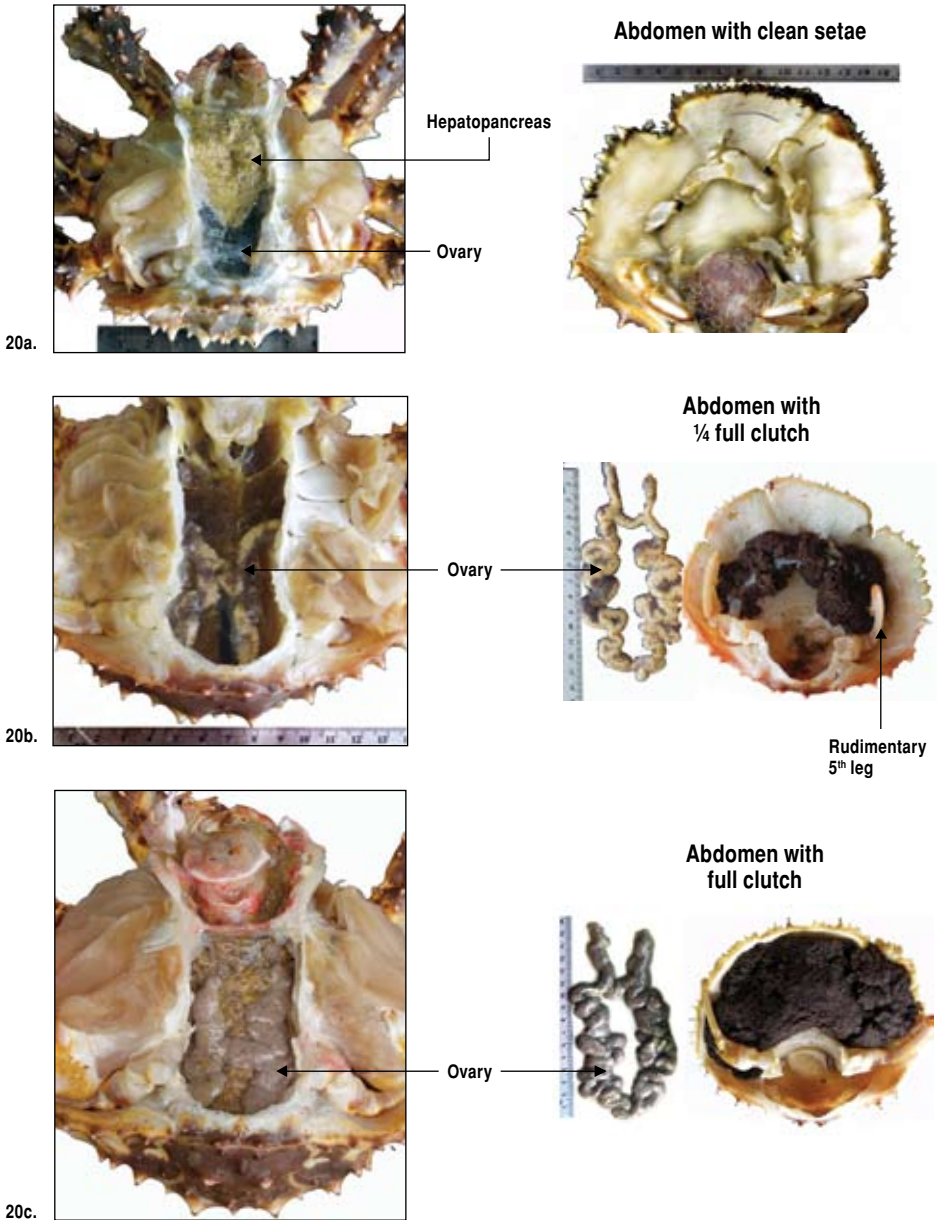 Abdomen with clean setae
Hepatopancreas
Ovary
20a.
Abdomen with
¼ full clutch
Ovary
20b.
Rudimentary
5th leg
Abdomen with
full clutch
Ovary
20c.